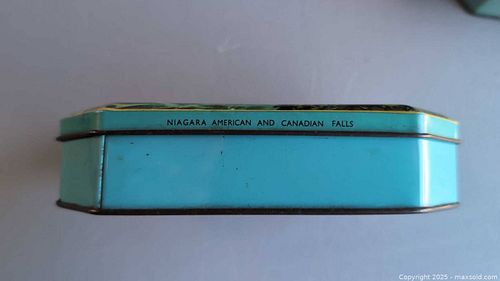 NIAGARA AMERICAN AND CANADIAN FALLS
Copyright © 2025 - maxsold.com